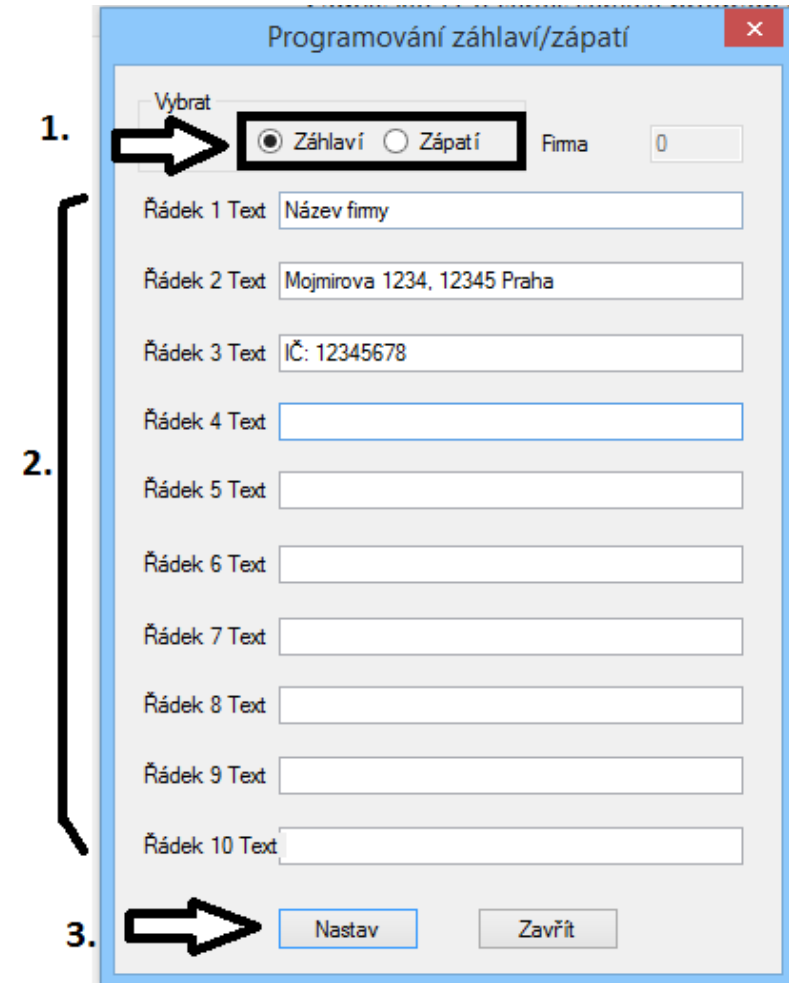 Programování záhlaví/zápatí
Vybrat
1.
Záhlaví Zápatí Firma 0
Řádek 1 Text Název firmy
Řádek 2 Text Mojmirova 1234, 12345 Praha
Řádek 3 Text IČ: 12345678
Řádek 4 Text
2.
Řádek 5 Text
Řádek 6 Text
Řádek 7 Text
Řádek 8 Text
Řádek 9 Text
Řádek 10 Text
3. Nastav Zavřít